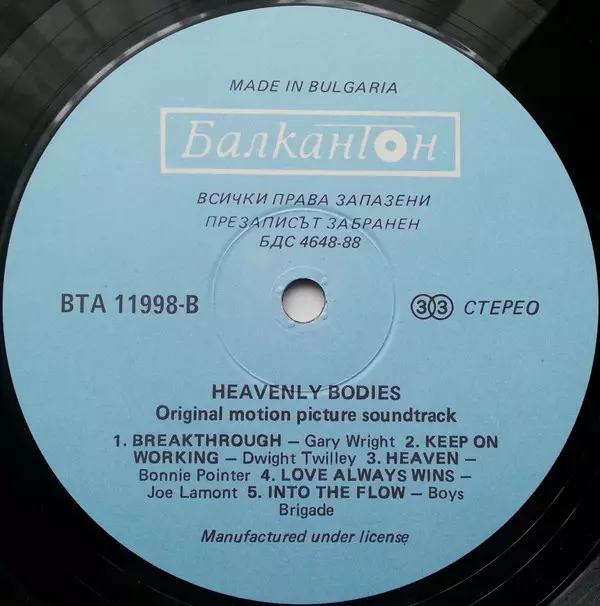 MADE IN BULGARIA
Балкантон
ВСИЧКИ ПРАВА ЗАПАЗЕНИ
ПРЕЗАПИСЪТ ЗАБРАНЕН
БДС 4648-88
ВТА 11998-В
33 СТЕРЕО
HEAVENLY BODIES
Original motion picture soundtrack
1. BREAKTHROUGH – Gary Wright 2. KEEP ON
WORKING – Dwight Twilley 3. HEAVEN –
Bonnie Pointer 4. LOVE ALWAYS WINS –
Joe Lamont 5. INTO THE FLOW – Boys
Brigade
Manufactured under license